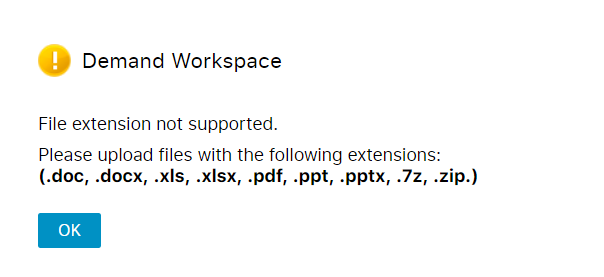 Demand Workspace
File extension not supported.
Please upload files with the following extensions:
(.doc, .docx, .xls, .xlsx, .pdf, .ppt, .pptx, .7z, .zip.)
OK